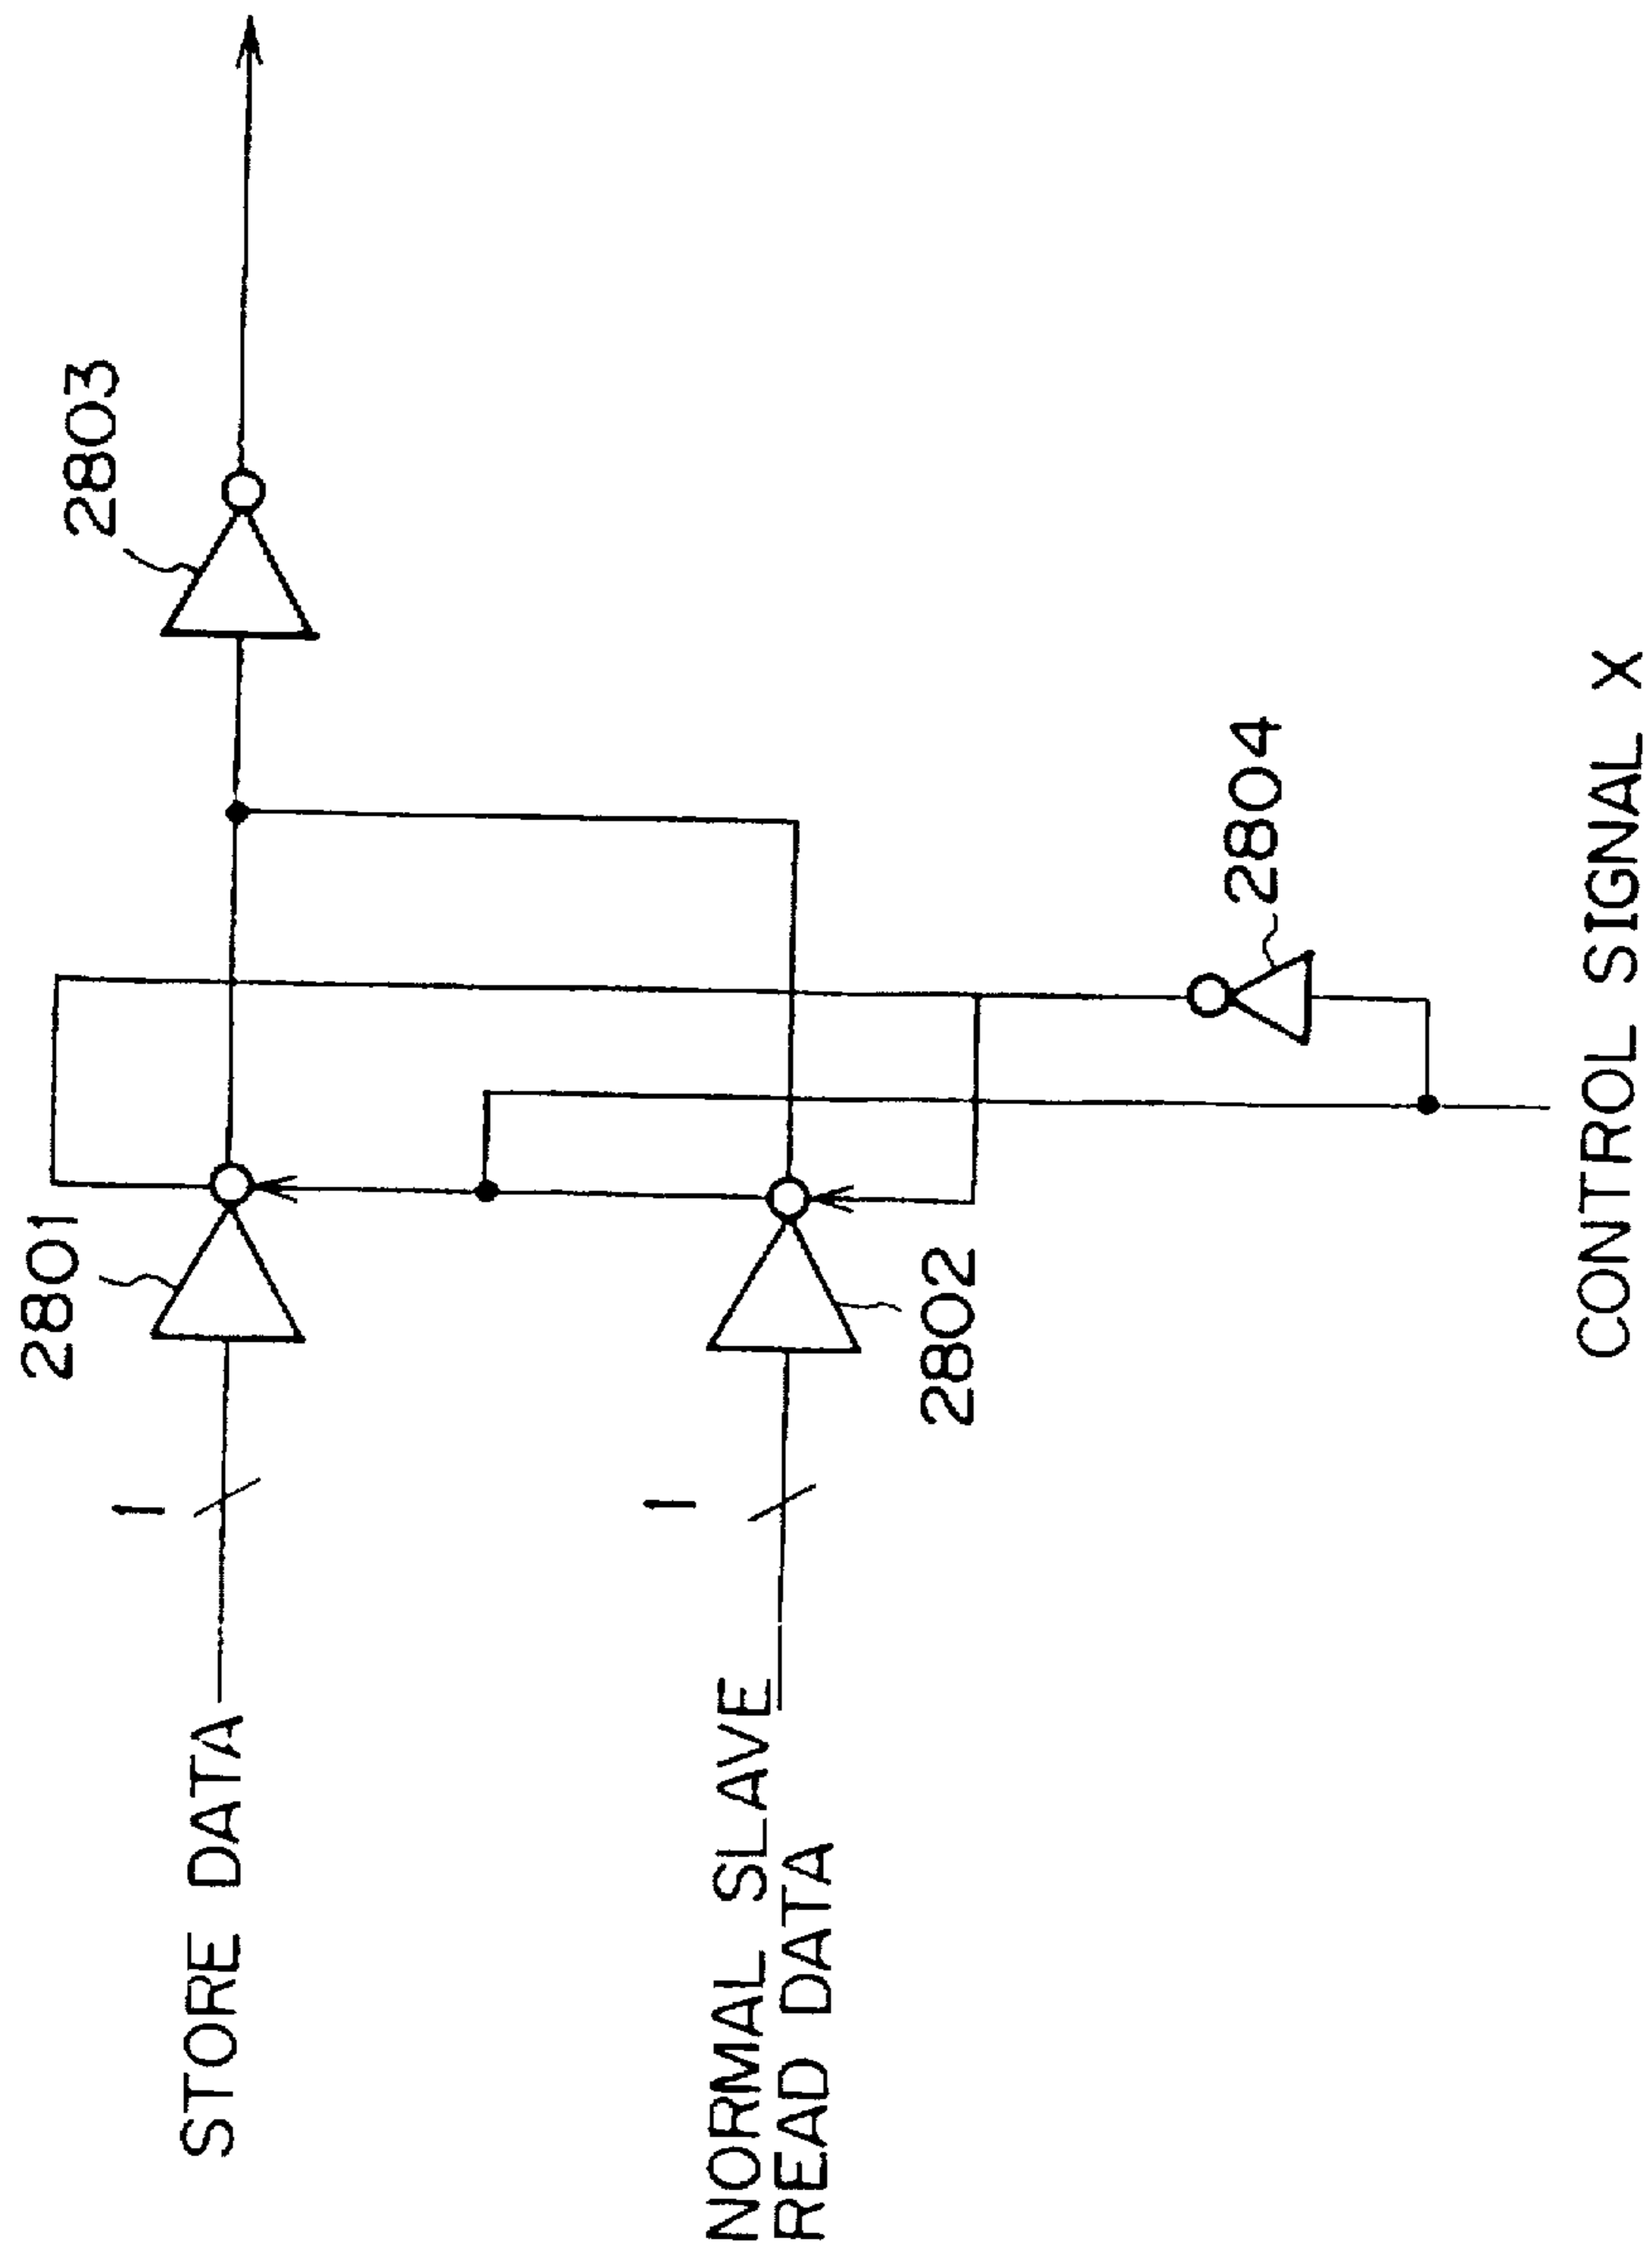 STORE DATA
1
2801
2803
NORMAL SLAVE
READ DATA
1
2802
2804
CONTROL SIGNAL X